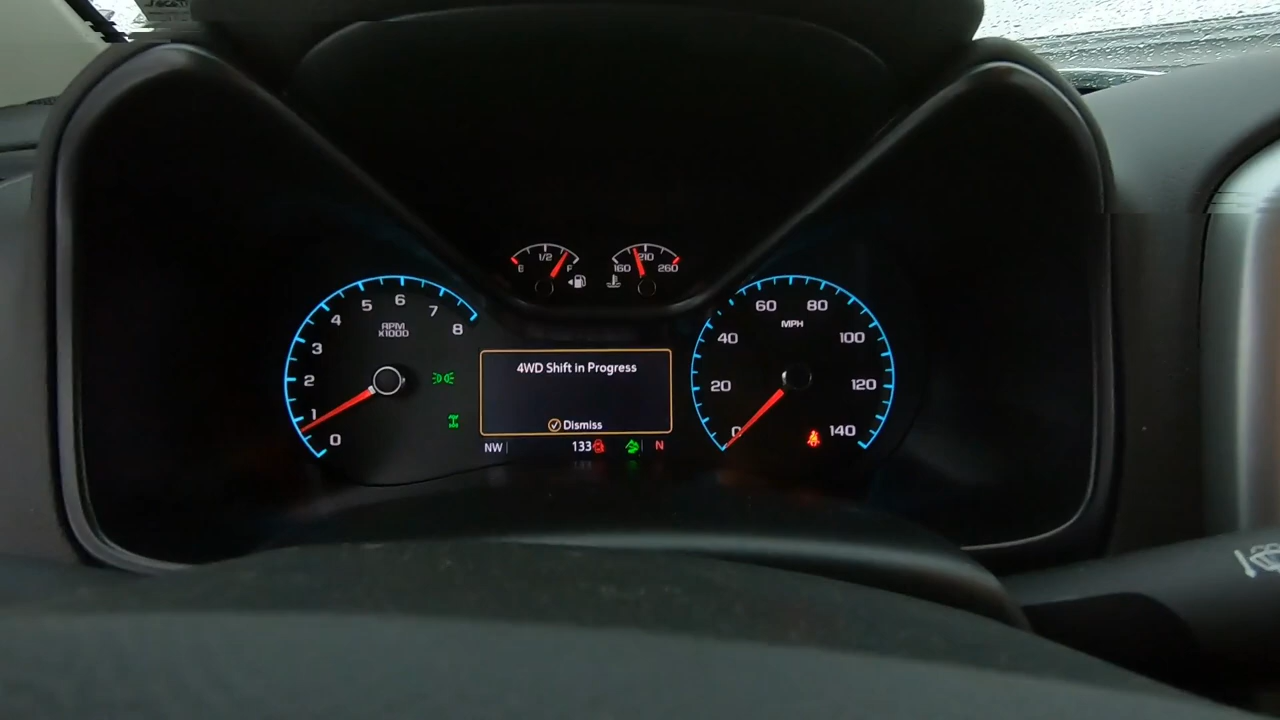 E 1/2 F
160 210 260
0 1 2 3 4 5 6 7 8
RPM
X1000
4WD Shift in Progress
Dismiss
NW 133 N
0 20 40 60 80 100 120 140
MPH